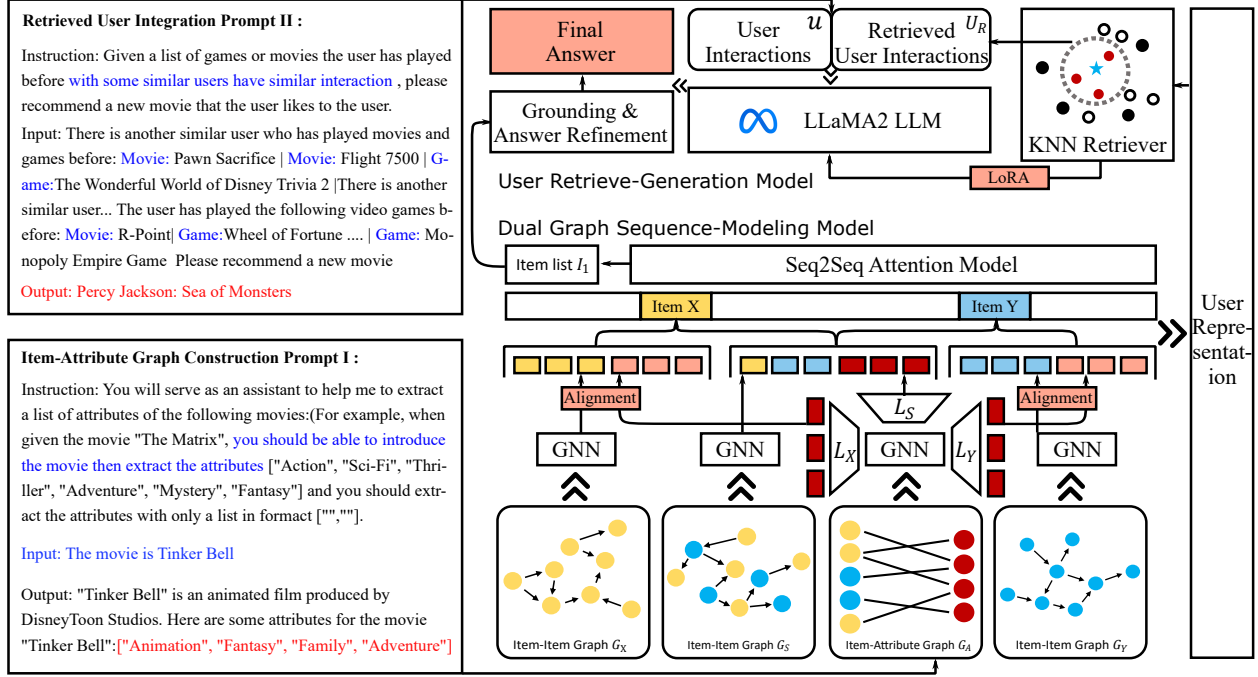 Retrieved User Integration Prompt II :
Instruction: Given a list of games or movies the user has played
before with some similar users have similar interaction , please
recommend a new movie that the user likes to the user.
Input: There is another similar user who has played movies and
games before: Movie: Pawn Sacrifice | Movie: Flight 7500 | G-
ame:The Wonderful World of Disney Trivia 2 |There is another
similar user... The user has played the following video games b-
efore: Movie: R-Point| Game:Wheel of Fortune .... | Game: Mo-
nopoly Empire Game Please recommend a new movie
Output: Percy Jackson: Sea of Monsters
Item-Attribute Graph Construction Prompt I :
Instruction: You will serve as an assistant to help me to extract
a list of attributes of the following movies:(For example, when
given the movie "The Matrix", you should be able to introduce
the movie then extract the attributes ["Action", "Sci-Fi", "Thri-
ller", "Adventure", "Mystery", "Fantasy"] and you should extr-
act the attributes with only a list in formact ["",""].
Input: The movie is Tinker Bell
Output: "Tinker Bell" is an animated film produced by
DisneyToon Studios. Here are some attributes for the movie
"Tinker Bell":["Animation", "Fantasy", "Family", "Adventure"]
Final
Answer
User
Interactions
u
Retrieved
User Interactions
U_R
Grounding &
Answer Refinement
LLaMA2 LLM
KNN Retriever
LoRA
User Retrieve-Generation Model
Dual Graph Sequence-Modeling Model
Item list I_1
Seq2Seq Attention Model
Item X
Item Y
User
Repre-
sentat-
ion
Alignment
L_S
Alignment
GNN
GNN
L_X
GNN
L_Y
GNN
Item-Item Graph G_X
Item-Item Graph G_S
Item-Attribute Graph G_A
Item-Item Graph G_Y